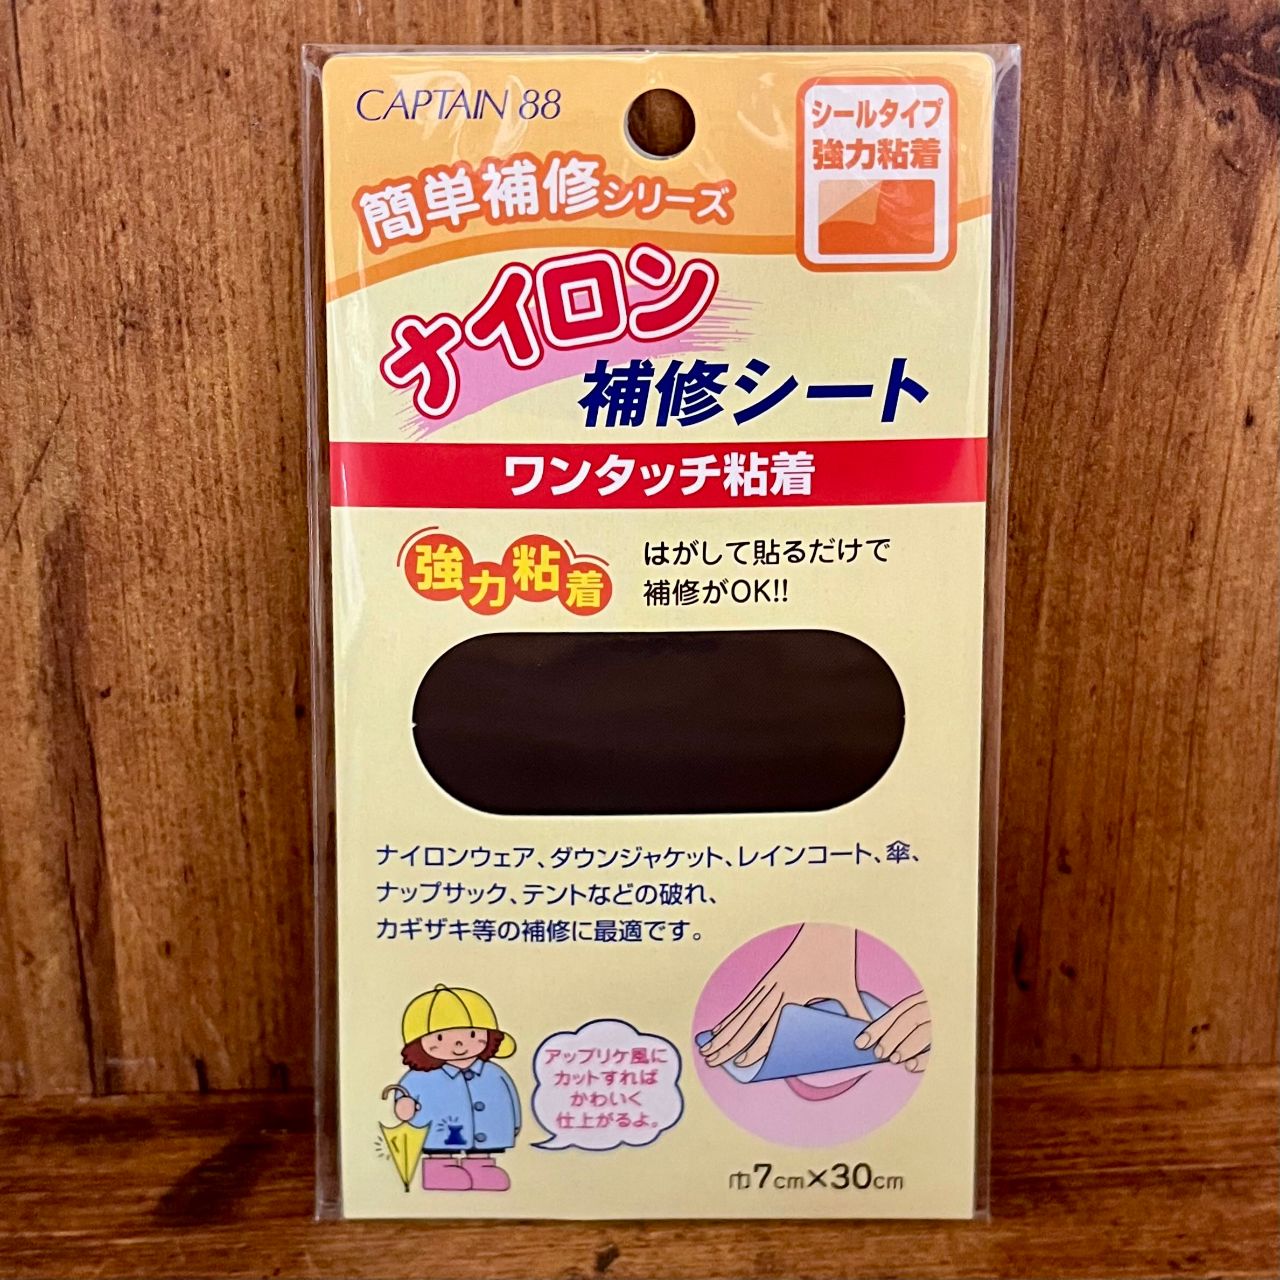 CAPTAIN 88
シールタイプ
強力粘着
簡単補修シリーズ
ナイロン
補修シート
ワンタッチ粘着
強力粘着
はがして貼るだけで
補修がOK!!
ナイロンウェア、ダウンジャケット、レインコート、傘、
ナップサック、テントなどの破れ、
カギザキ等の補修に最適です。
アップリケ風に
カットすれば
かわいく
仕上がるよ。
巾7cm×30cm